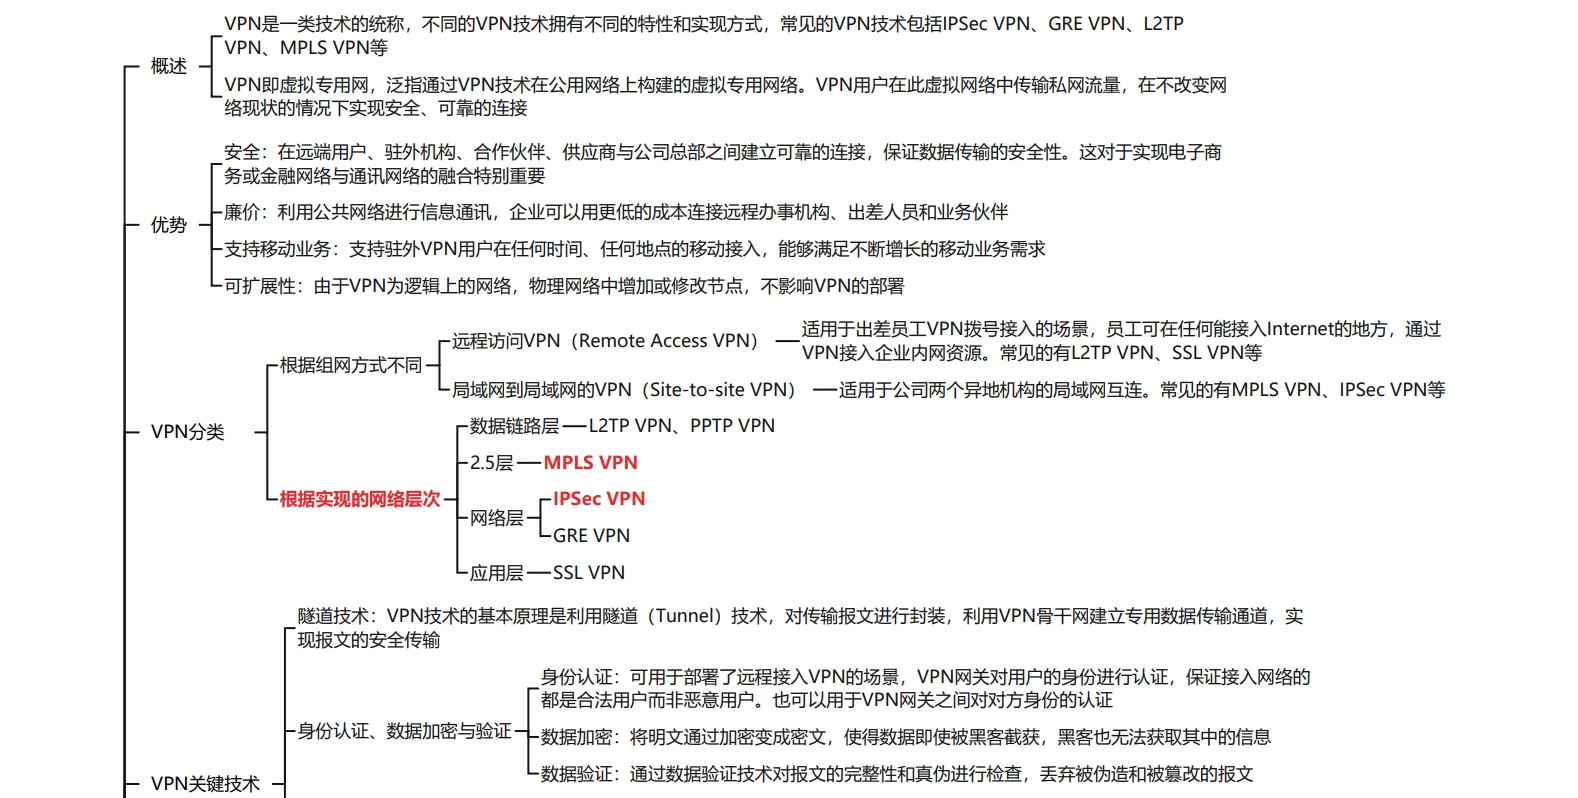 VPN是一类技术的统称，不同的VPN技术拥有不同的特性和实现方式，常见的VPN技术包括IPSec VPN、GRE VPN、L2TP
VPN、MPLS VPN等
概述
VPN即虚拟专用网，泛指通过VPN技术在公用网络上构建的虚拟专用网络。VPN用户在此虚拟网络中传输私网流量，在不改变网
络现状的情况下实现安全、可靠的连接
安全：在远端用户、驻外机构、合作伙伴、供应商与公司总部之间建立可靠的连接，保证数据传输的安全性。这对于实现电子商
务或金融网络与通讯网络的融合特别重要
廉价：利用公共网络进行信息通讯，企业可以用更低的成本连接远程办事机构、出差人员和业务伙伴
优势
支持移动业务：支持驻外VPN用户在任何时间、任何地点的移动接入，能够满足不断增长的移动业务需求
可扩展性：由于VPN为逻辑上的网络，物理网络中增加或修改节点，不影响VPN的部署
适用于出差员工VPN拨号接入的场景，员工可在任何能接入Internet的地方，通过
远程访问VPN（Remote Access VPN）
VPN接入企业内网资源。常见的有L2TP VPN、SSL VPN等
根据组网方式不同
局域网到局域网的VPN（Site-to-site VPN）
适用于公司两个异地机构的局域网互连。常见的有MPLS VPN、IPSec VPN等
VPN分类
数据链路层
L2TP VPN、PPTP VPN
2.5层
MPLS VPN
根据实现的网络层次
IPSec VPN
网络层
GRE VPN
应用层
SSL VPN
隧道技术：VPN技术的基本原理是利用隧道（Tunnel）技术，对传输报文进行封装，利用VPN骨干网建立专用数据传输通道，实
现报文的安全传输
身份认证：可用于部署了远程接入VPN的场景，VPN网关对用户的身份进行认证，保证接入网络的
都是合法用户而非恶意用户。也可以用于VPN网关之间对对方身份的认证
身份认证、数据加密与验证
数据加密：将明文通过加密变成密文，使得数据即使被黑客截获，黑客也无法获取其中的信息
数据验证：通过数据验证技术对报文的完整性和真伪进行检查，丢弃被伪造和被篡改的报文
VPN关键技术